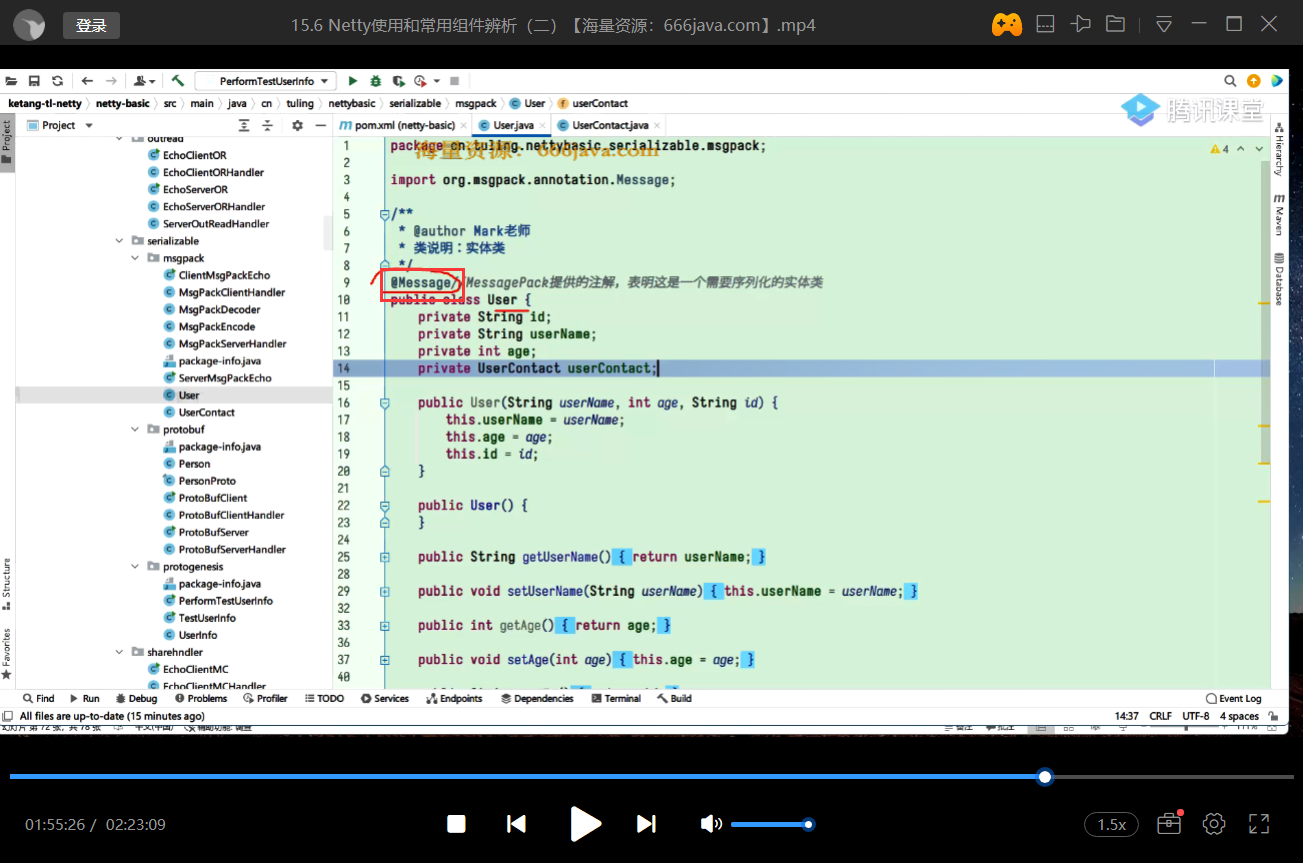 登录
15.6 Netty使用和常用组件辨析（二）【海量资源：666java.com】.mp4
PerformTestUserInfo
ketang-tl-netty
netty-basic
src
main
java
cn
tuling
nettybasic
serializable
msgpack
User
userContact
腾讯课堂
Project
Project
pom.xml (netty-basic)
User.java
UserContact.java
outread
EchoClientOR
EchoClientORHandler
EchoServerOR
EchoServerORHandler
ServerOutReadHandler
serializable
msgpack
ClientMsgPackEcho
MsgPackClientHandler
MsgPackDecoder
MsgPackEncode
MsgPackServerHandler
package-info.java
ServerMsgPackEcho
User
UserContact
protobuf
package-info.java
Person
PersonProto
ProtoBufClient
ProtoBufClientHandler
ProtoBufServer
ProtoBufServerHandler
protogenesis
package-info.java
PerformTestUserInfo
TestUserInfo
UserInfo
sharehndler
EchoClientMC
EchoClientMCHandler
Structure
Favorites
海量资源：666java.com
4
1 package cn.tuling.nettybasic.serializable.msgpack;
2
3 import org.msgpack.annotation.Message;
4
5 /**
6 * @author Mark老师
7 * 类说明：实体类
8 */
9 @Message//MessagePack提供的注解，表明这是一个需要序列化的实体类
10 public class User {
11 private String id;
12 private String userName;
13 private int age;
14 private UserContact userContact;
15
16 public User(String userName, int age, String id) {
17 this.userName = userName;
18 this.age = age;
19 this.id = id;
20 }
21
22 public User() {
23 }
24
25 public String getUserName() { return userName; }
28
29 public void setUserName(String userName) { this.userName = userName; }
32
33 public int getAge() { return age; }
36
37 public void setAge(int age) { this.age = age; }
40
Hierarchy
Maven
Database
Find
Run
Debug
Problems
Profiler
TODO
Services
Endpoints
Dependencies
Terminal
Build
Event Log
All files are up-to-date (15 minutes ago)
14:37
CRLF
UTF-8
4 spaces
01:55:26 / 02:23:09
1.5x